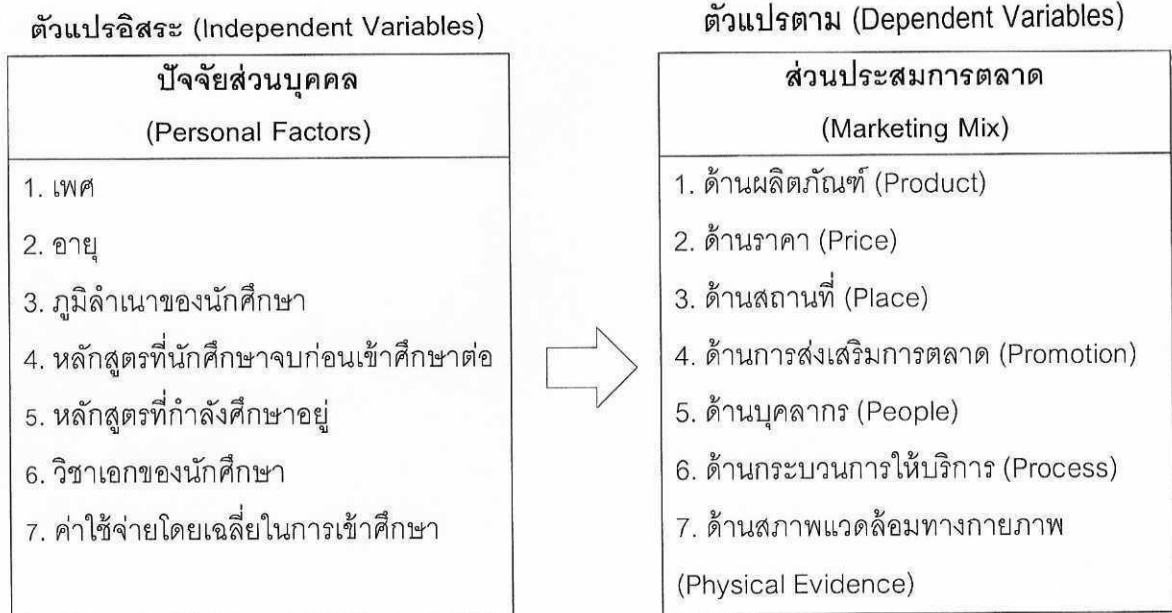 ตัวแปรอิสระ (Independent Variables)
ปัจจัยส่วนบุคคล
(Personal Factors)
1. เพศ
2. อายุ
3. ภูมิลำเนาของนักศึกษา
4. หลักสูตรที่นักศึกษาจบก่อนเข้าศึกษาต่อ
5. หลักสูตรที่กำลังศึกษาอยู่
6. วิชาเอกของนักศึกษา
7. ค่าใช้จ่ายโดยเฉลี่ยในการเข้าศึกษา
ตัวแปรตาม (Dependent Variables)
ส่วนประสมการตลาด
(Marketing Mix)
1. ด้านผลิตภัณฑ์ (Product)
2. ด้านราคา (Price)
3. ด้านสถานที่ (Place)
4. ด้านการส่งเสริมการตลาด (Promotion)
5. ด้านบุคลากร (People)
6. ด้านกระบวนการให้บริการ (Process)
7. ด้านสภาพแวดล้อมทางกายภาพ
(Physical Evidence)